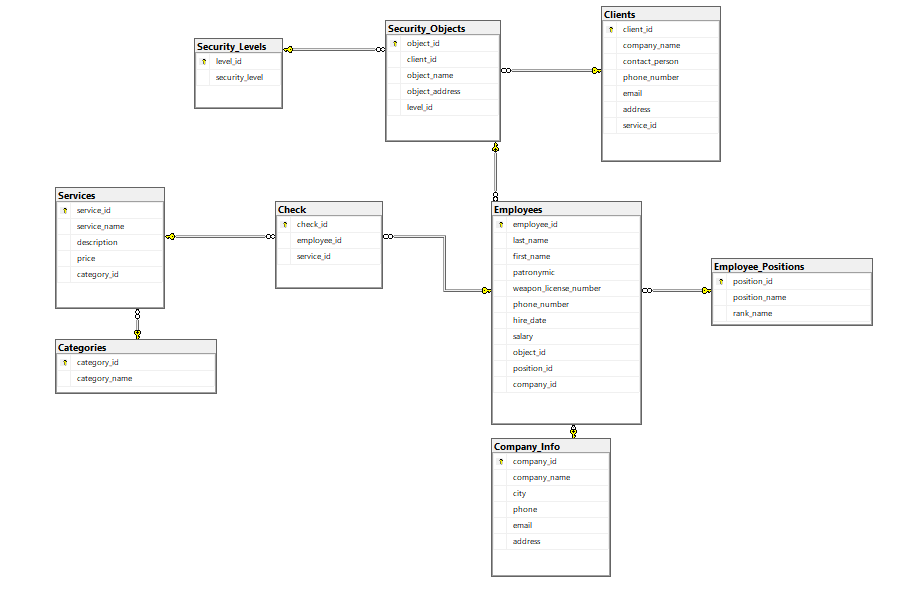 Security_Levels
level_id
security_level
Security_Objects
object_id
client_id
object_name
object_address
level_id
Clients
client_id
company_name
contact_person
phone_number
email
address
service_id
Services
service_id
service_name
description
price
category_id
Check
check_id
employee_id
service_id
Employees
employee_id
last_name
first_name
patronymic
weapon_license_number
phone_number
hire_date
salary
object_id
position_id
company_id
Employee_Positions
position_id
position_name
rank_name
Categories
category_id
category_name
Company_Info
company_id
company_name
city
phone
email
address